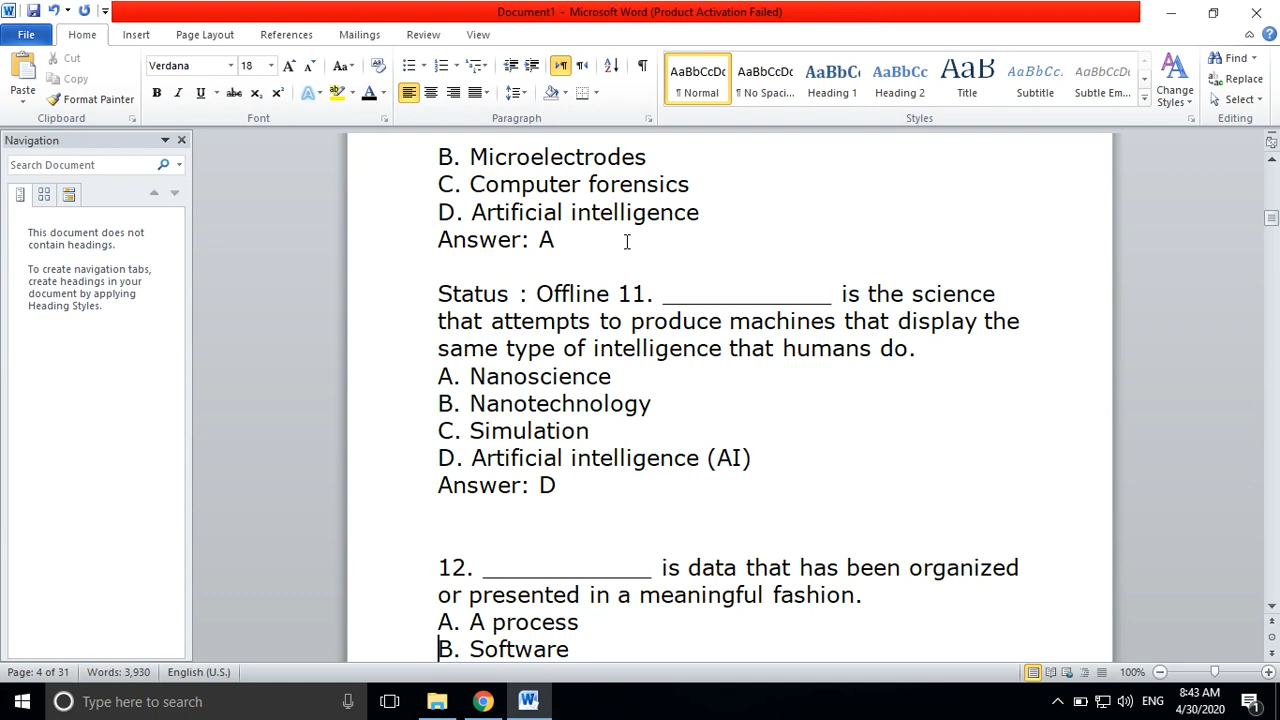 Document1 - Microsoft Word (Product Activation Failed)
File Home Insert Page Layout References Mailings Review View
Paste
Cut
Copy
Format Painter
Clipboard
Verdana 18
Font
Paragraph
AaBbCcDc AaBbCcDc AaBbCc AaBbCc AaB AaBbCc. AaBbCcDc
¶ Normal ¶ No Spaci... Heading 1 Heading 2 Title Subtitle Subtle Em...
Change Styles
Styles
Find
Replace
Select
Editing
Navigation
Search Document
This document does not
contain headings.
To create navigation tabs,
create headings in your
document by applying
Heading Styles.
B. Microelectrodes
C. Computer forensics
D. Artificial intelligence
Answer: A
Status : Offline 11. ______________ is the science
that attempts to produce machines that display the
same type of intelligence that humans do.
A. Nanoscience
B. Nanotechnology
C. Simulation
D. Artificial intelligence (AI)
Answer: D
12. ______________ is data that has been organized
or presented in a meaningful fashion.
A. A process
B. Software
Page: 4 of 31 Words: 3,930 English (U.S.) 100%
Type here to search
ENG
8:43 AM
4/30/2020